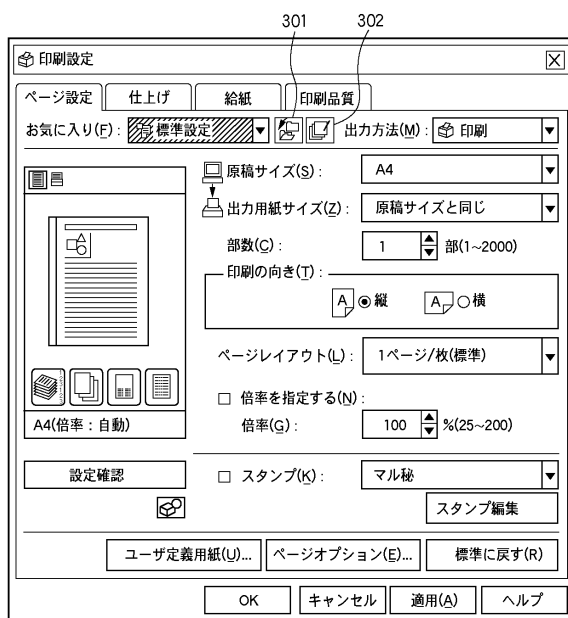 301 302
印刷設定
ページ設定 仕上げ 給紙 印刷品質
お気に入り(F): 標準設定 出力方法(M): 印刷
原稿サイズ(S): A4
出力用紙サイズ(Z): 原稿サイズと同じ
部数(C): 1 部(1~2000)
印刷の向き(T):
A 縦 A 横
ページレイアウト(L): 1ページ/枚(標準)
倍率を指定する(N):
A4(倍率：自動) 倍率(G): 100 %(25~200)
設定確認 スタンプ(K): マル秘
スタンプ編集
ユーザ定義用紙(U)... ページオプション(E)... 標準に戻す(R)
OK キャンセル 適用(A) ヘルプ